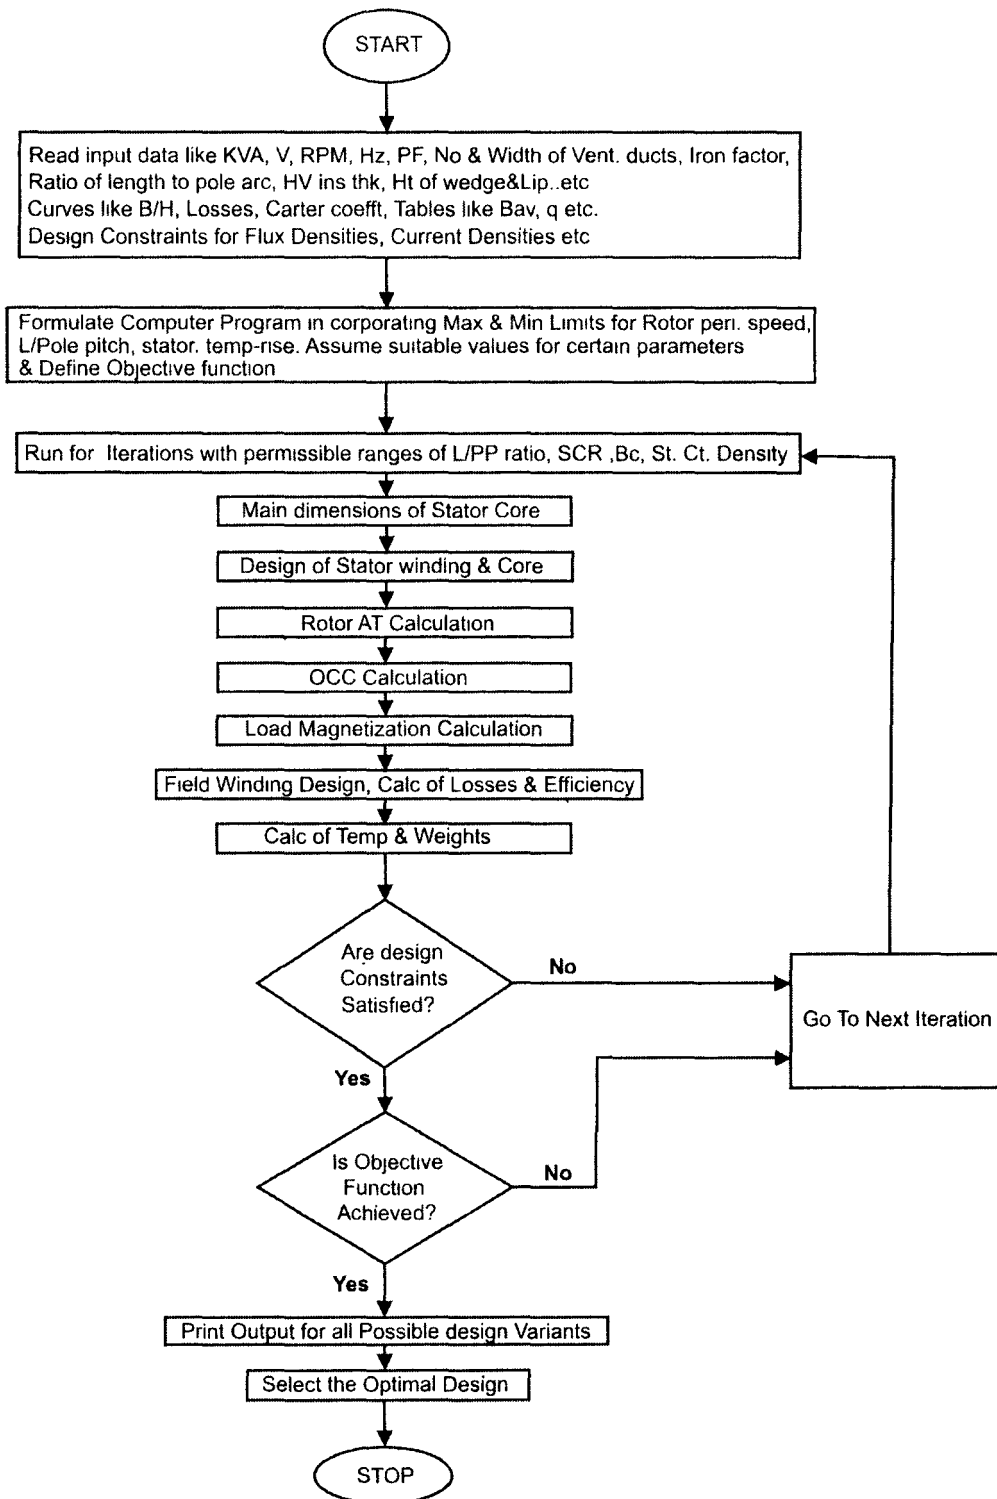 START
Read input data like KVA, V, RPM, Hz, PF, No & Width of Vent. ducts, Iron factor,
Ratio of length to pole arc, HV ins thk, Ht of wedge&Lip..etc
Curves like B/H, Losses, Carter coefft, Tables like Bav, q etc.
Design Constraints for Flux Densities, Current Densities etc
Formulate Computer Program in corporating Max & Min Limits for Rotor peri. speed,
L/Pole pitch, stator. temp-rise. Assume suitable values for certain parameters
& Define Objective function
Run for Iterations with permissible ranges of L/PP ratio, SCR ,Bc, St. Ct. Density
Main dimensions of Stator Core
Design of Stator winding & Core
Rotor AT Calculation
OCC Calculation
Load Magnetization Calculation
Field Winding Design, Calc of Losses & Efficiency
Calc of Temp & Weights
Are design
Constraints
Satisfied?
No
Go To Next Iteration
Yes
Is Objective
Function
Achieved?
No
Yes
Print Output for all Possible design Variants
Select the Optimal Design
STOP